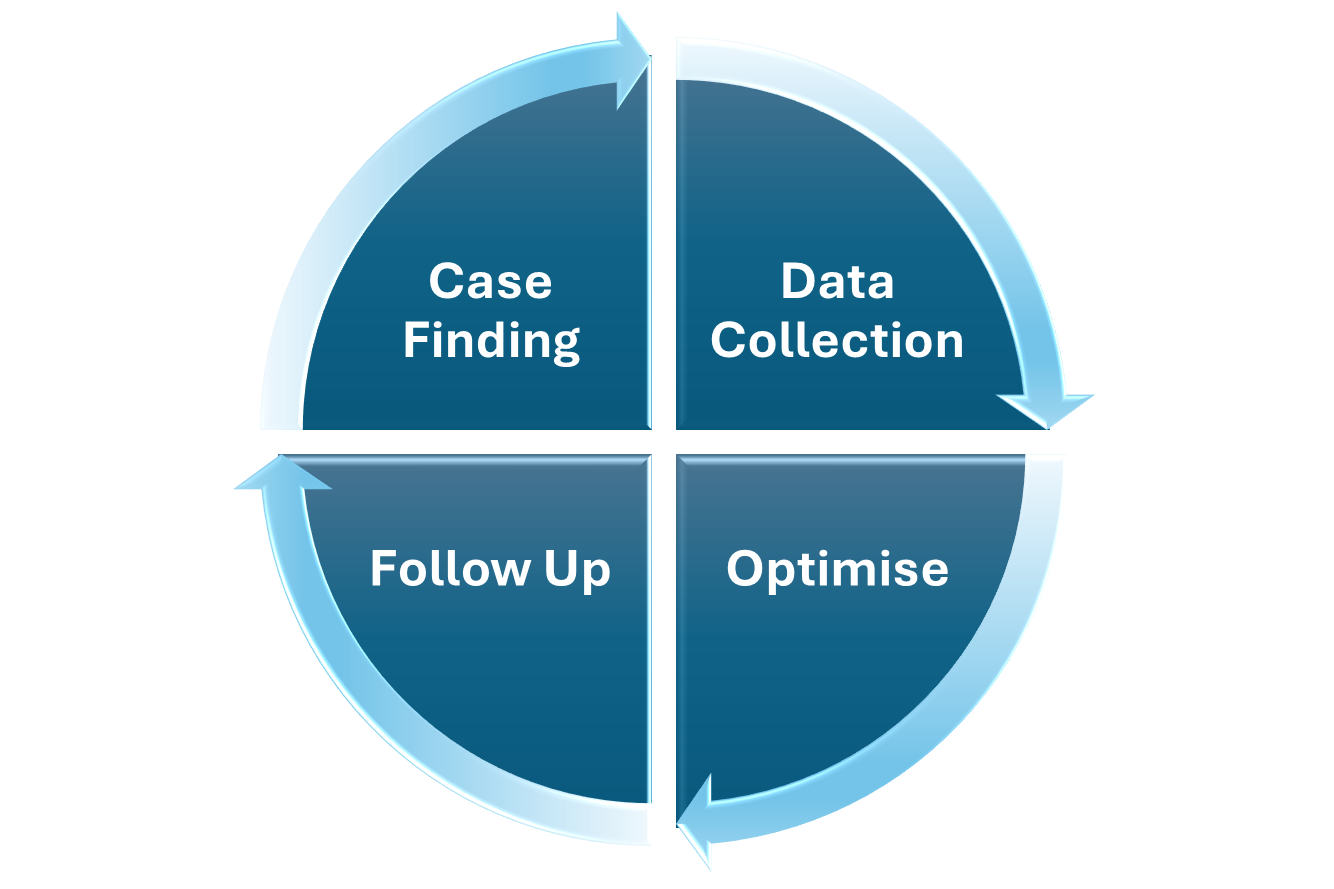 Case
Finding
Data
Collection
Follow Up
Optimise